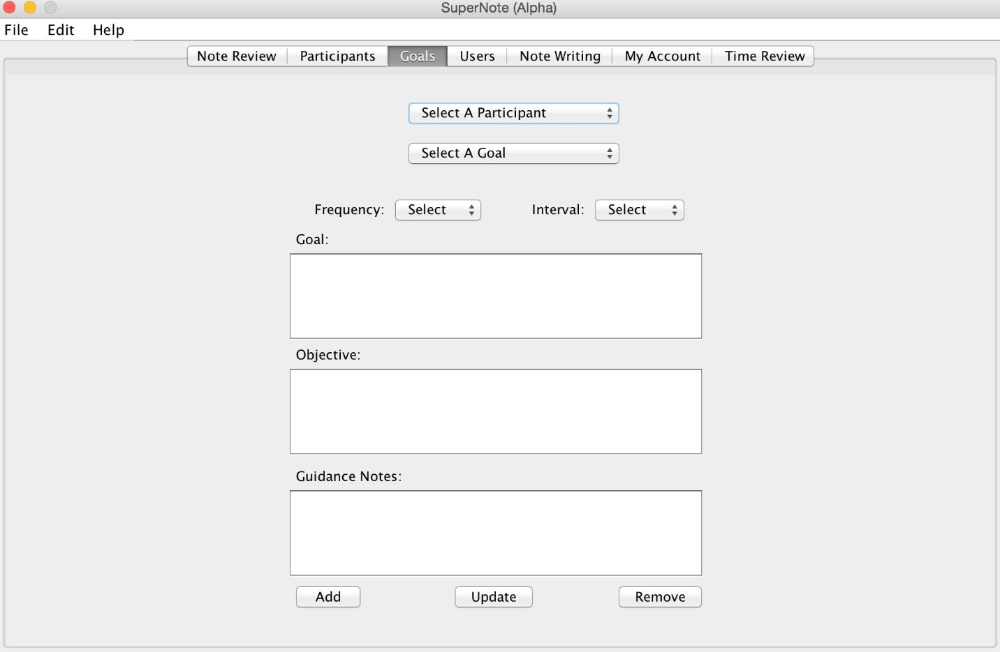 SuperNote (Alpha)
File Edit Help
Note Review Participants Goals Users Note Writing My Account Time Review
Select A Participant
Select A Goal
Frequency: Select Interval: Select
Goal:
Objective:
Guidance Notes:
Add Update Remove